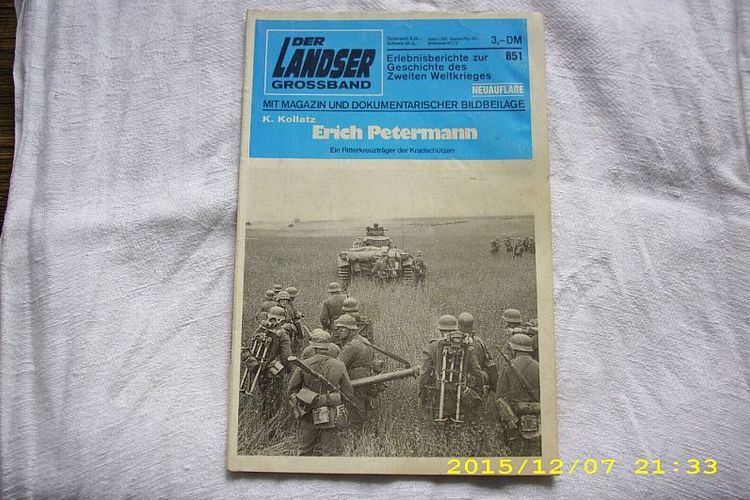 DER
LANDSER
GROSSBAND
3,-DM
Erlebnisberichte zur
Geschichte des
Zweiten Weltkrieges
851
NEUAUFLAGE
MIT MAGAZIN UND DOKUMENTARISCHER BILDBEILAGE
K. Kollatz
Erich Petermann
Ein Ritterkreuzträger der Kradschützen
2015/12/07 21:33